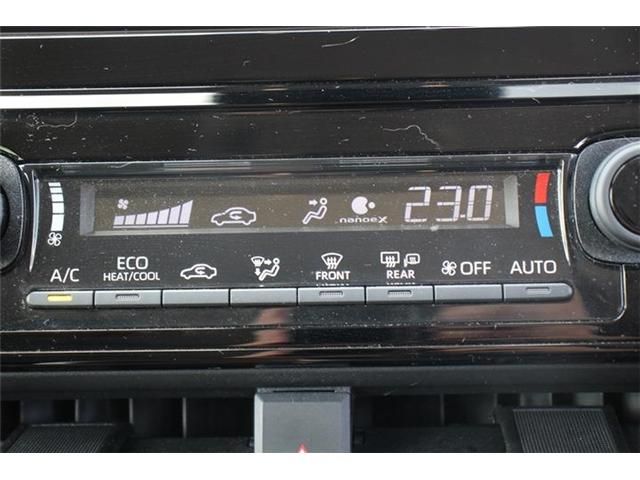 nanoeX 23.0
A/C ECO HEAT/COOL FRONT REAR OFF AUTO